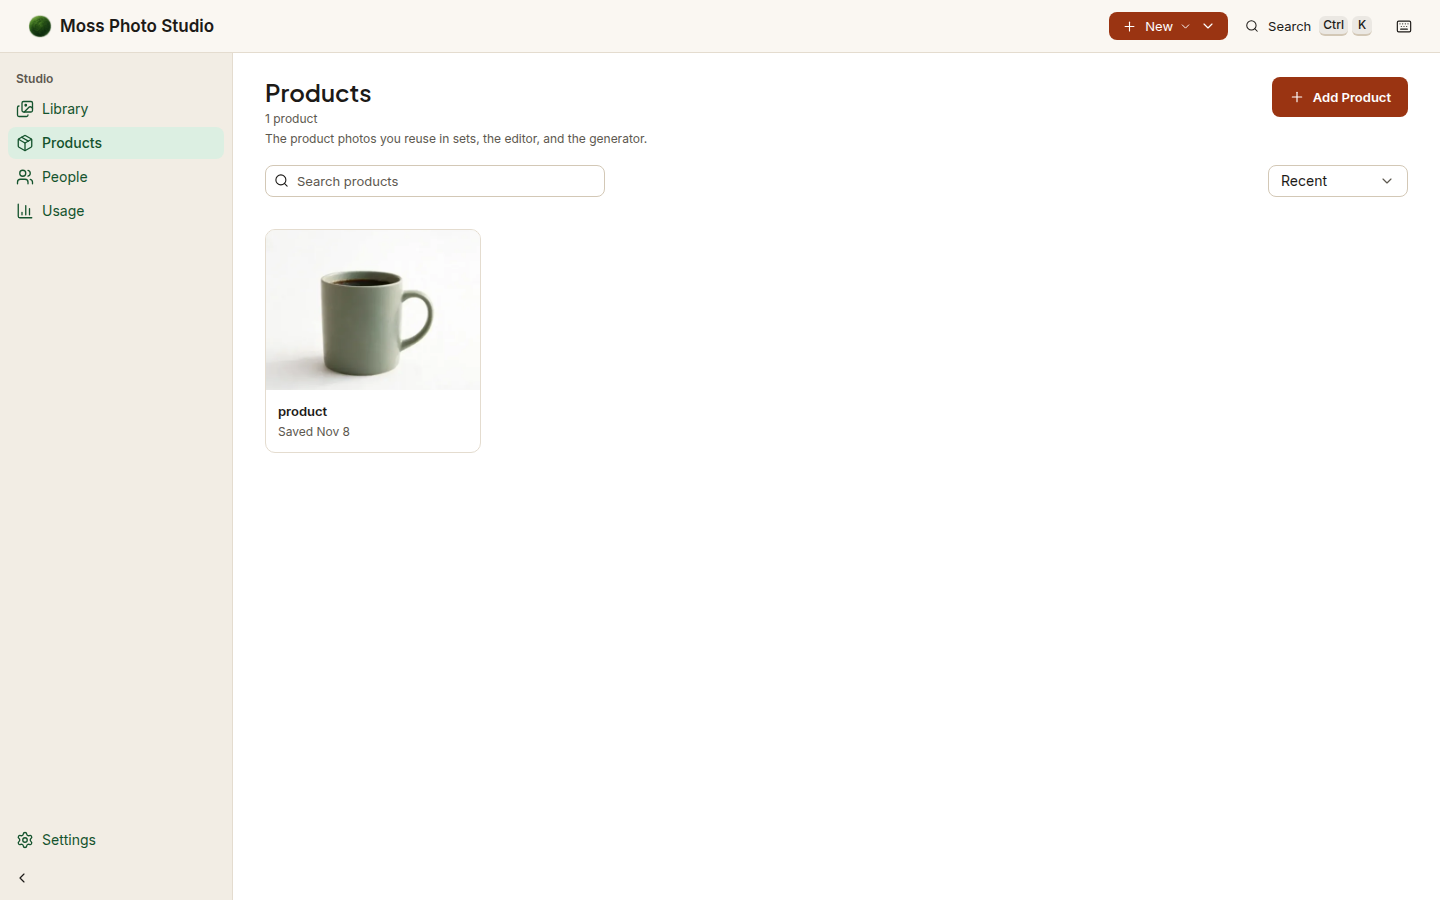 Moss Photo Studio
New
Search Ctrl K
Studio
Library
Products
People
Usage
Settings
Products
1 product
The product photos you reuse in sets, the editor, and the generator.
Add Product
Search products
Recent
product
Saved Nov 8